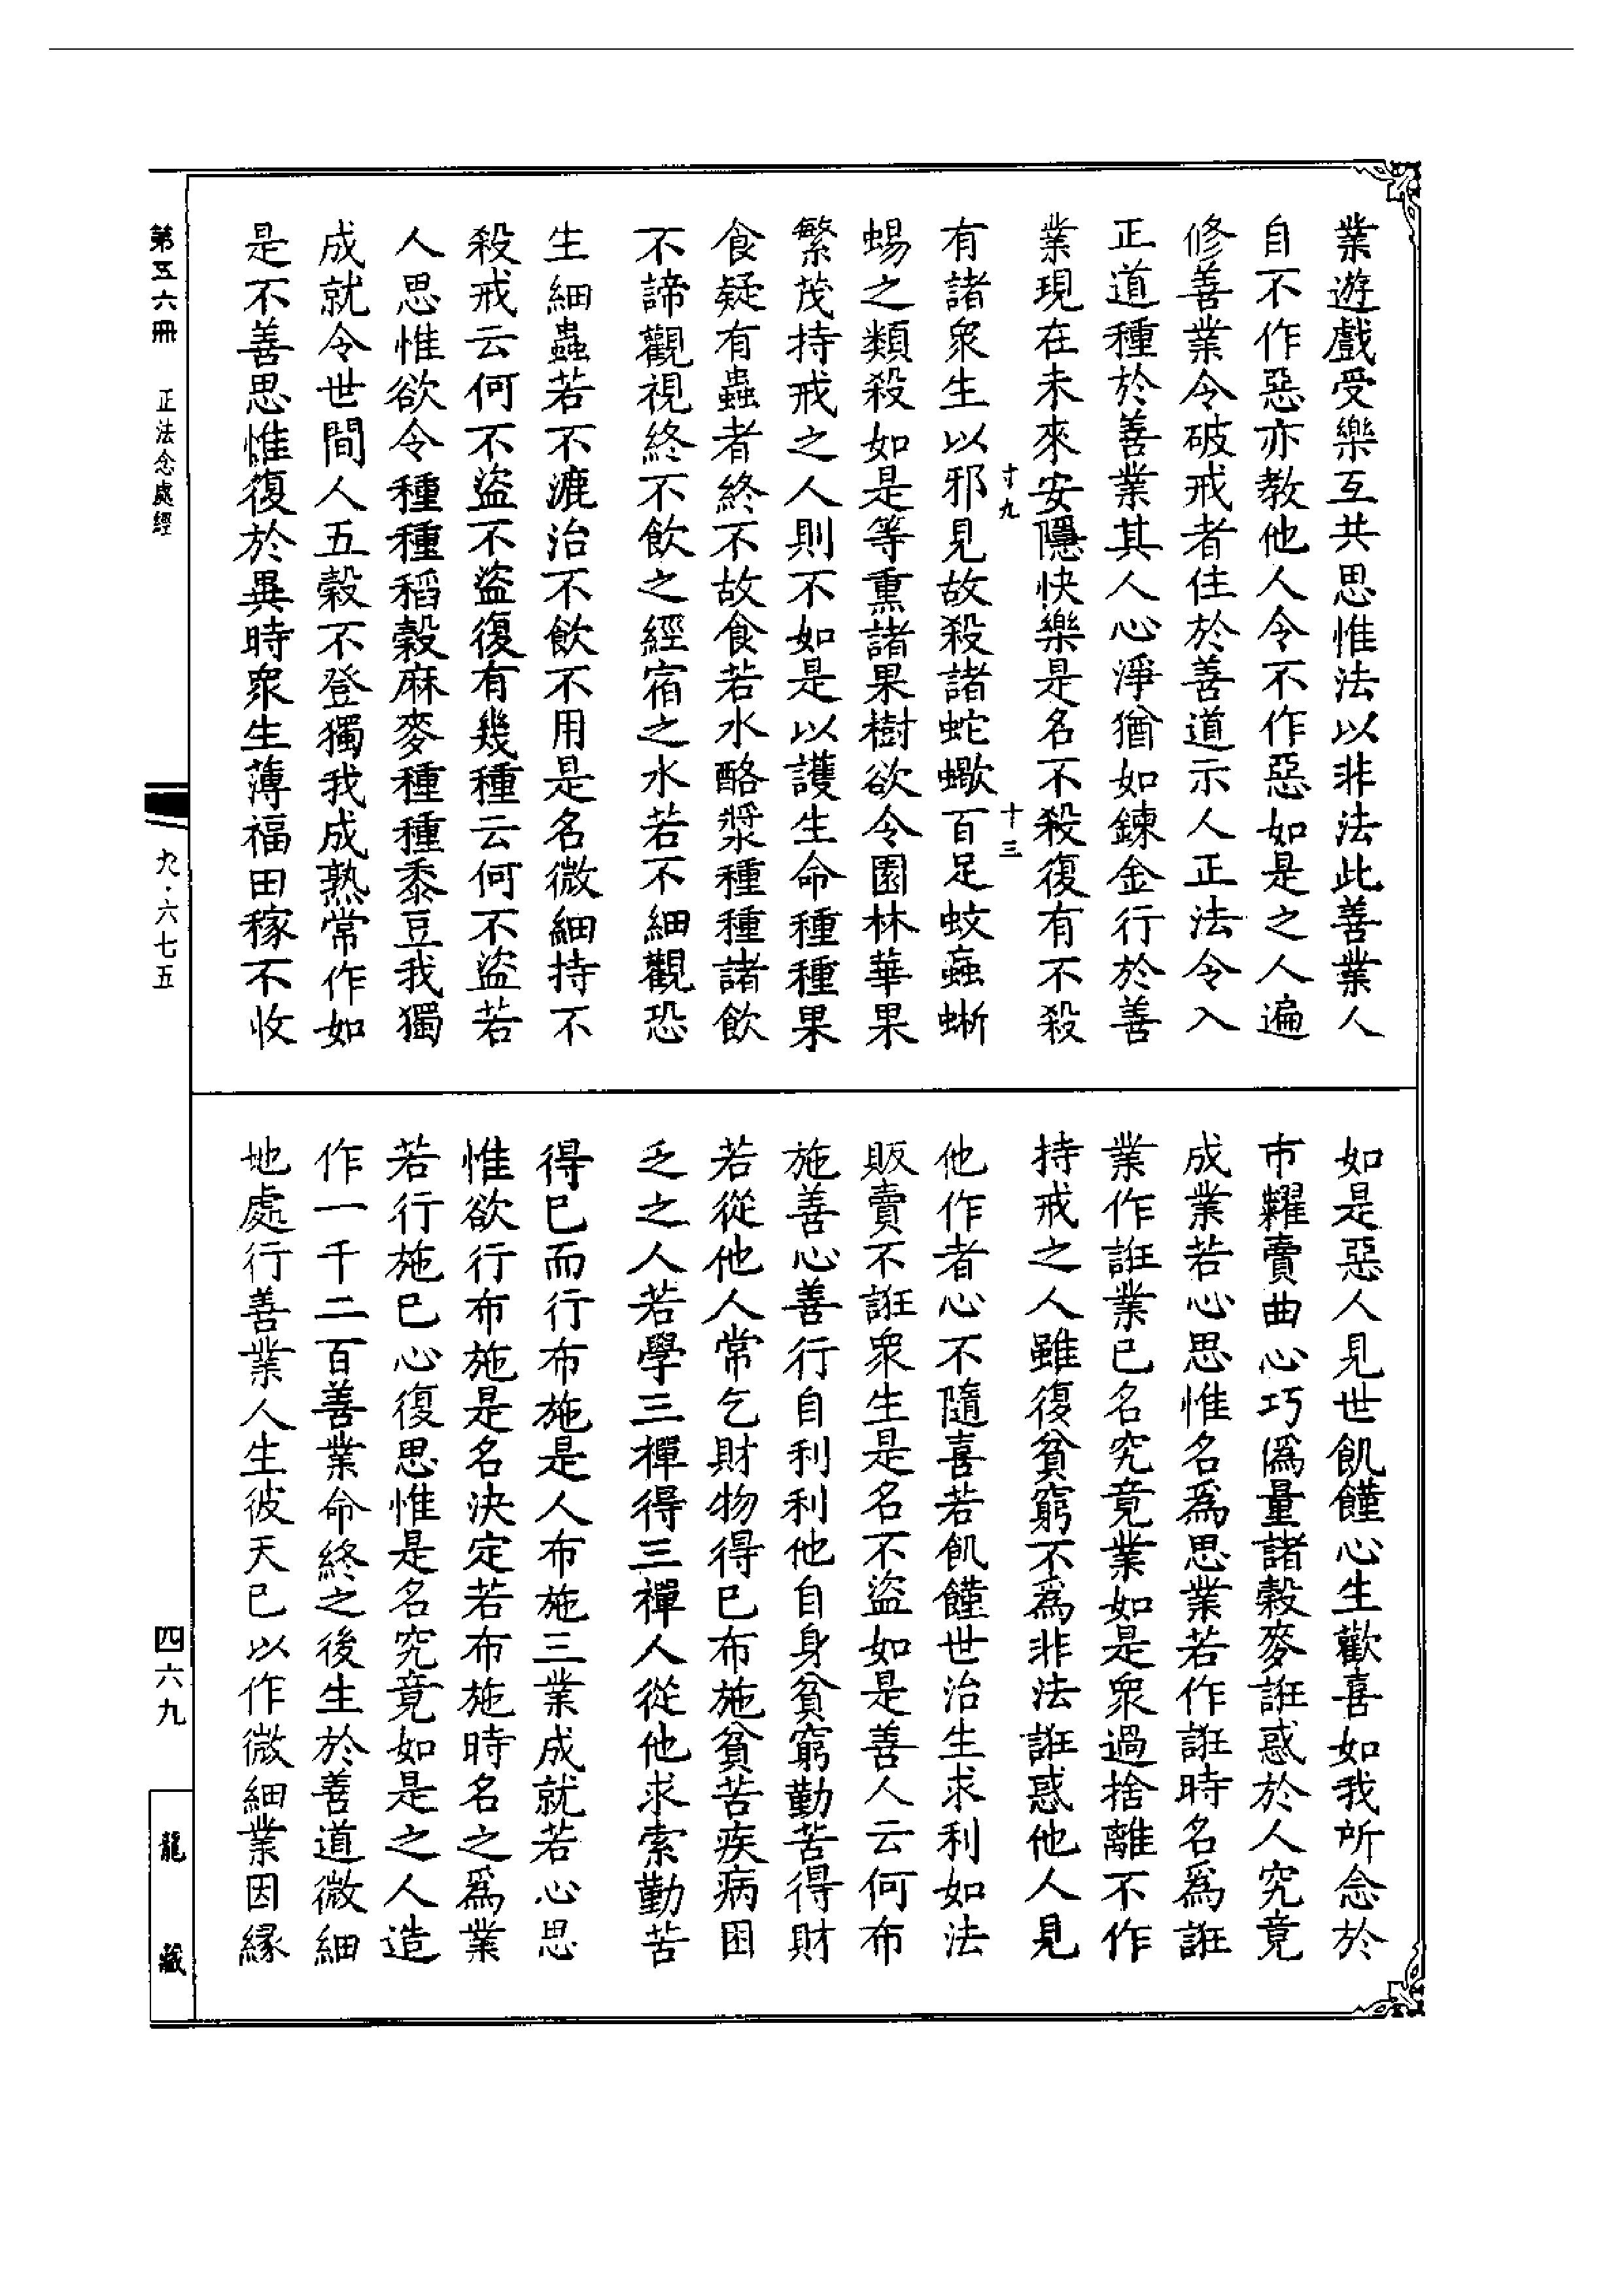 業遊戲受樂互共思惟法以非法此善業人
自不作惡亦教他人令不作惡如是之人遍
修善業令破戒者住於善道示人正法令入
正道種於善業其人心淨猶如鍊金行於善
業現在未來安隱快樂是名不殺復有不殺
寸九
十三
有諸衆生以邪見故殺諸蛇蠍百足蚊蝱蜥
蜴之類殺如是等熏諸果樹欲令園林華果
繁茂持戒之人則不如是以護生命種種果
食疑有蟲者終不故食若水酪漿種種諸飲
不諦觀視終不飲之經宿之水若不細觀恐
生細蟲若不漉治不飲不用是名微細持不
殺戒云何不盜不盜復有幾種云何不盜若
人思惟欲令種種稻穀麻麥種種黍豆我獨
成就令世間人五穀不登獨我成熟常作如
是不善思惟復於異時衆生薄福田稼不收
如是惡人見世飢饉心生歡喜如我所念於
市糶賣曲心巧僞量諸穀麥誑惑於人究竟
成業若心思惟名爲思業若作誑時名爲誑
業作誑業已名究竟業如是衆過捨離不作
持戒之人雖復貧窮不爲非法誑惑他人見
他作者心不隨喜若飢饉世治生求利如法
販賣不誑衆生是名不盜如是善人云何布
施善心善行自利利他自身貧窮勤苦得財
若從他人常乞財物得已布施貧苦疾病困
乏之人若學三禪得三禪人從他求索勤苦
得已而行布施是人布施三業成就若心思
惟欲行布施是名決定若布施時名之爲業
若行施已心復思惟是名究竟如是之人造
作一千二百善業命終之後生於善道微細
地處行善業人生彼天已以作微細業因緣
第五六冊 正法念處經
九·六七五
四六九
龍藏